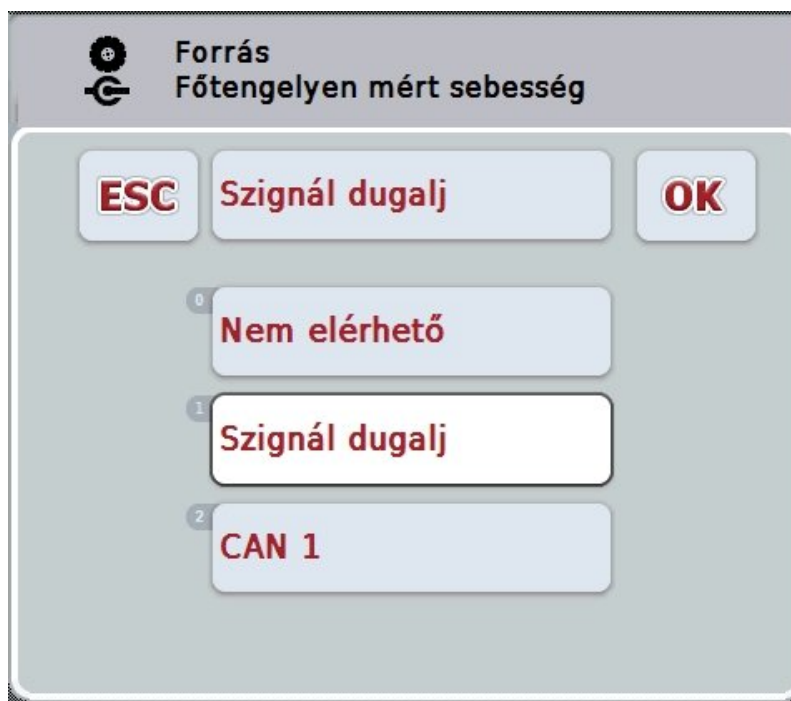 Forrás
Főtengelyen mért sebesség
ESC
Szignál dugalj
OK
0
Nem elérhető
1
Szignál dugalj
2
CAN 1